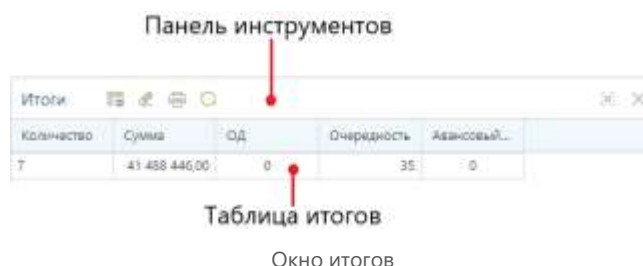 Панель инструментов
Итоги
Количество Сумма ОД Очередность Авансовый...
7 41 488 446,00 0 35 0
Таблица итогов
Окно итогов